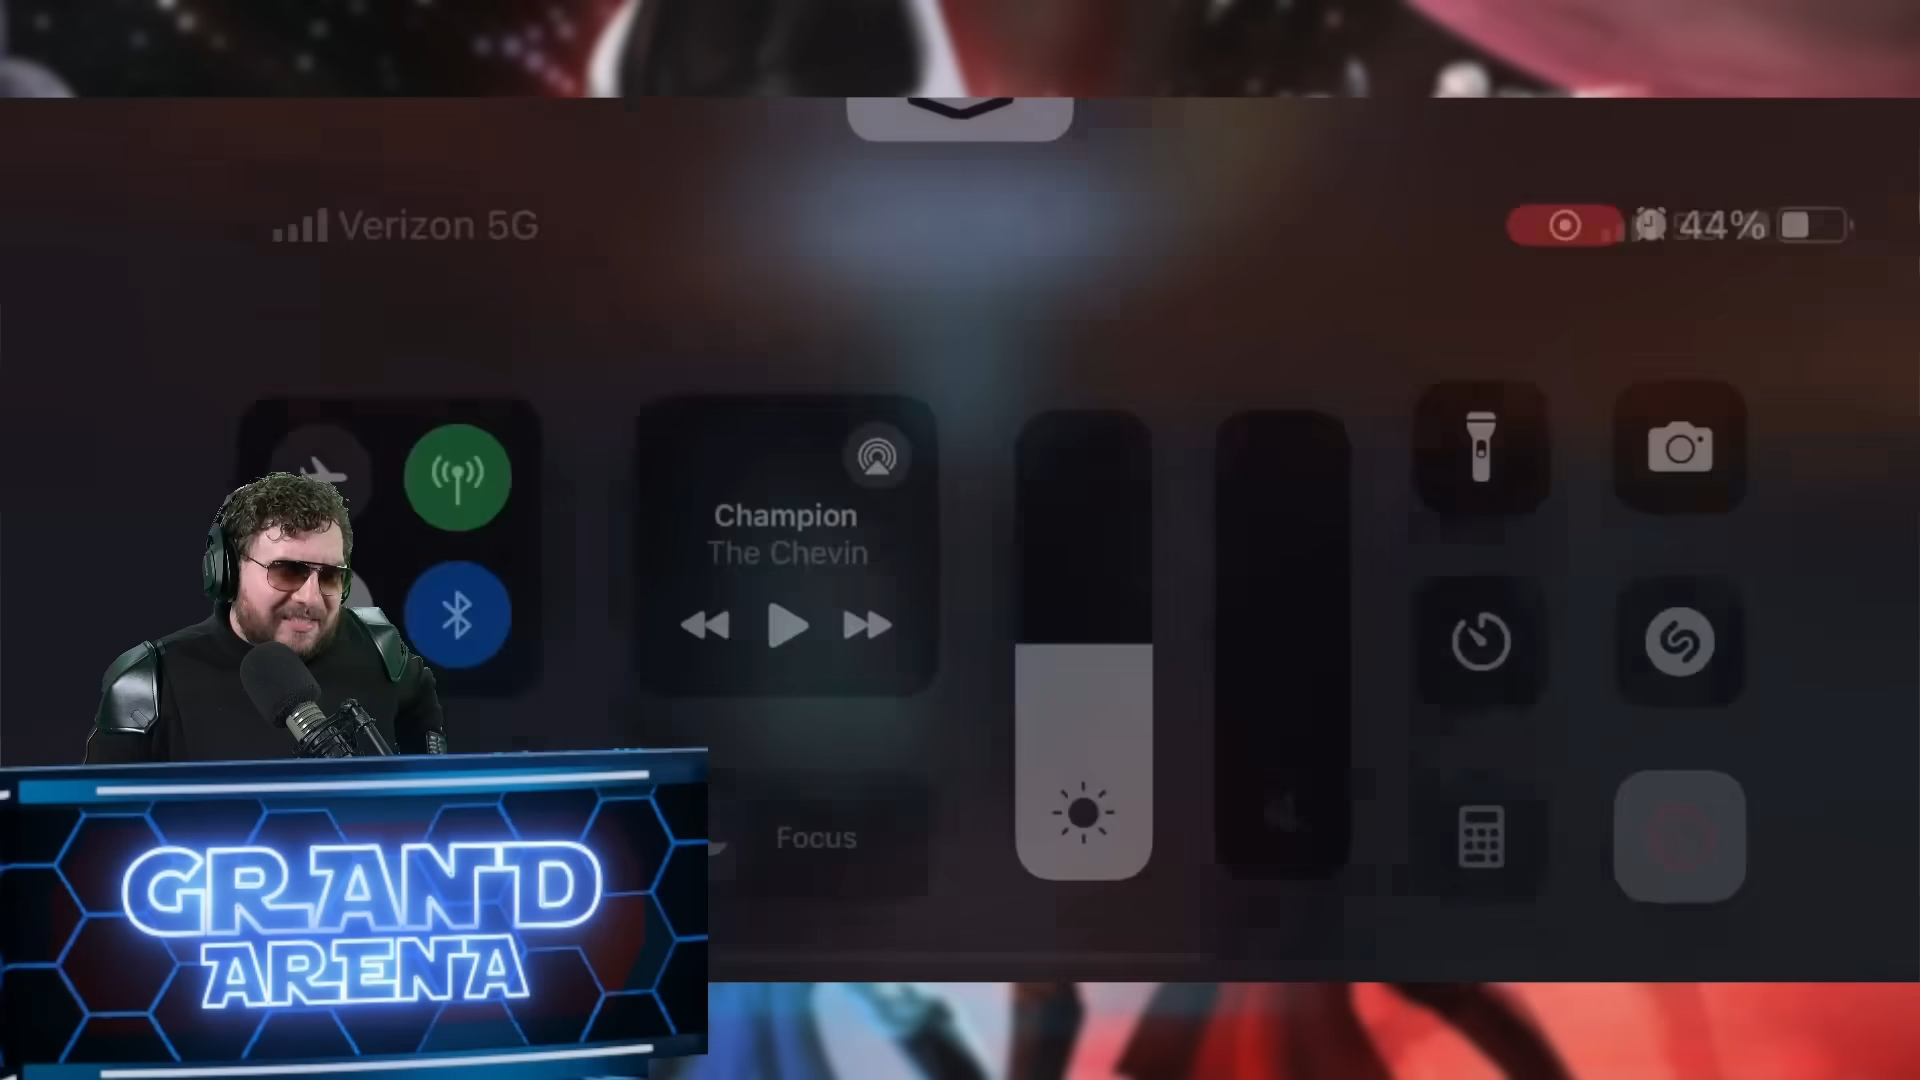 Verizon 5G
44%
Champion
The Chevin
Focus
GRAND
ARENA